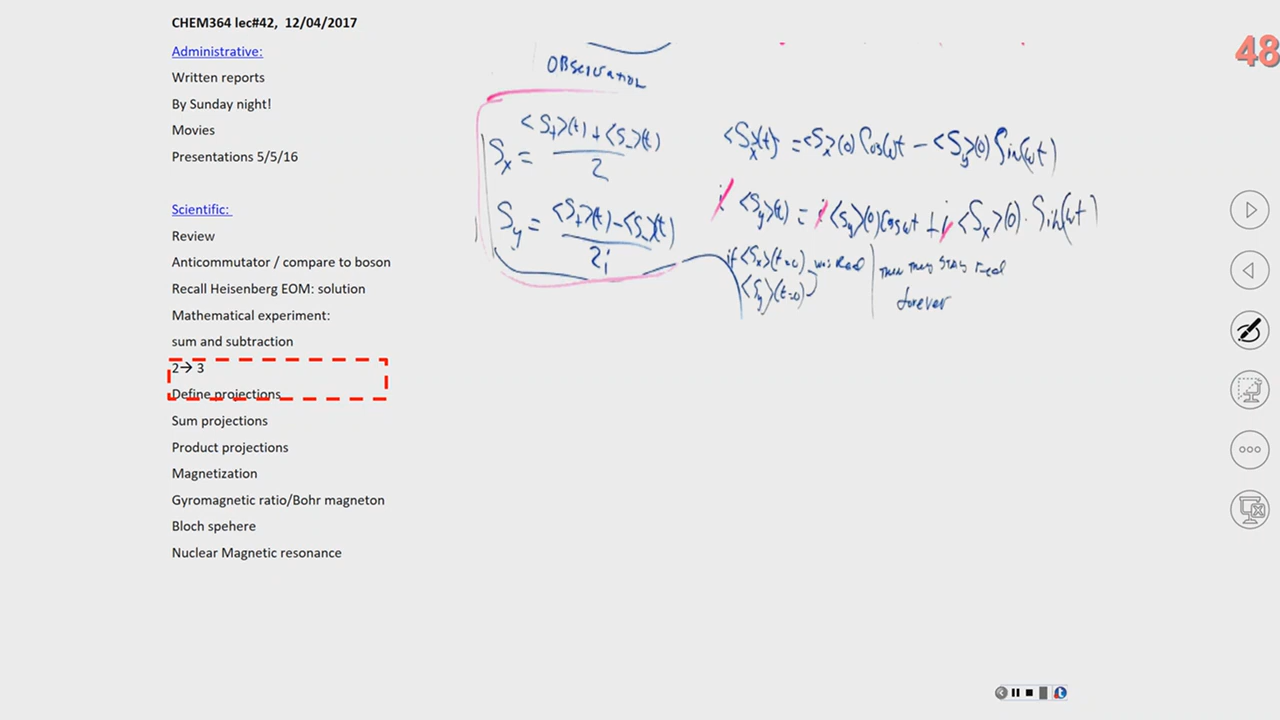 CHEM364 lec#42, 12/04/2017
Administrative:
Written reports
By Sunday night!
Movies
Presentations 5/5/16
Scientific:
Review
Anticommutator / compare to boson
Recall Heisenberg EOM: solution
Mathematical experiment:
sum and subtraction
2→ 3
Define projections
Sum projections
Product projections
Magnetization
Gyromagnetic ratio/Bohr magneton
Bloch spehere
Nuclear Magnetic resonance
OBservation
Sx = <S+>(t) + <S->(t) / 2
Sy = <S+>(t) - <S->(t) / 2i
<Sx>(t) = <Sx>(0) Cos ωt - <Sy>(0) Sin(ωt)
i <Sy>(t) = i <Sy>(0) Cos ωt + i <Sx>(0) · Sin(ωt)
if <Sx>(t=0) was Real
<Sy>(t=0)
Then They STAY real
forever
48